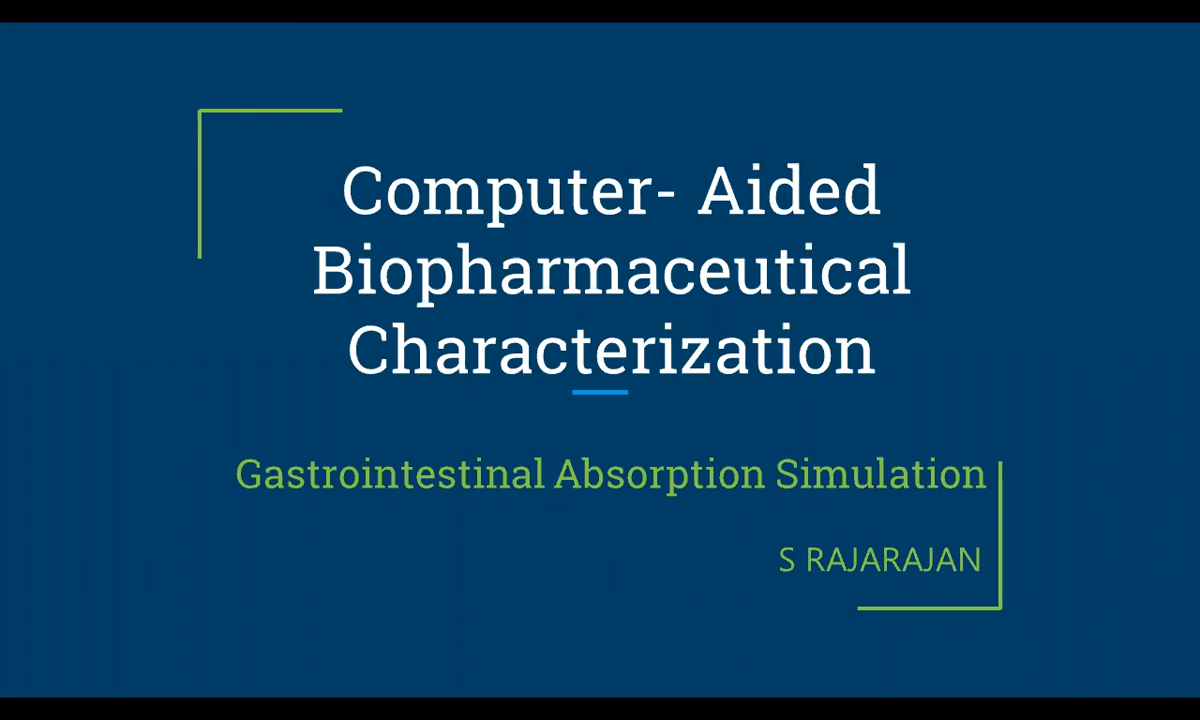 Computer- Aided
Biopharmaceutical
Characterization
Gastrointestinal Absorption Simulation
S RAJARAJAN